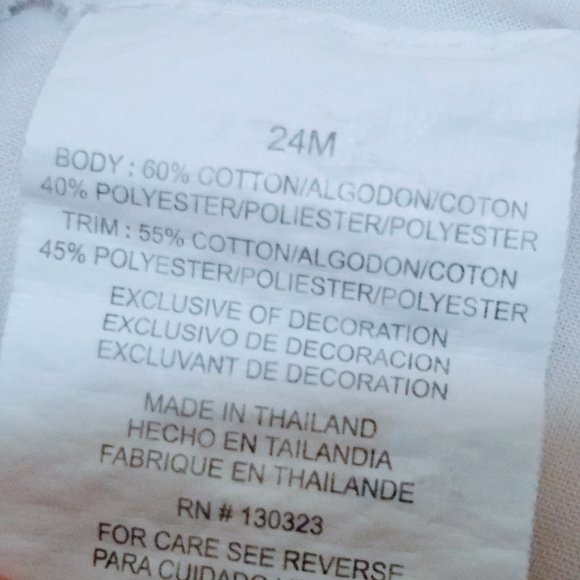 24M
BODY : 60% COTTON/ALGODON/COTON
40% POLYESTER/POLIESTER/POLYESTER
TRIM : 55% COTTON/ALGODON/COTON
45% POLYESTER/POLIESTER/POLYESTER
EXCLUSIVE OF DECORATION
EXCLUSIVO DE DECORACION
EXCLUVANT DE DECORATION
MADE IN THAILAND
HECHO EN TAILANDIA
FABRIQUE EN THAILANDE
RN # 130323
FOR CARE SEE REVERSE
PARA CUIDADO